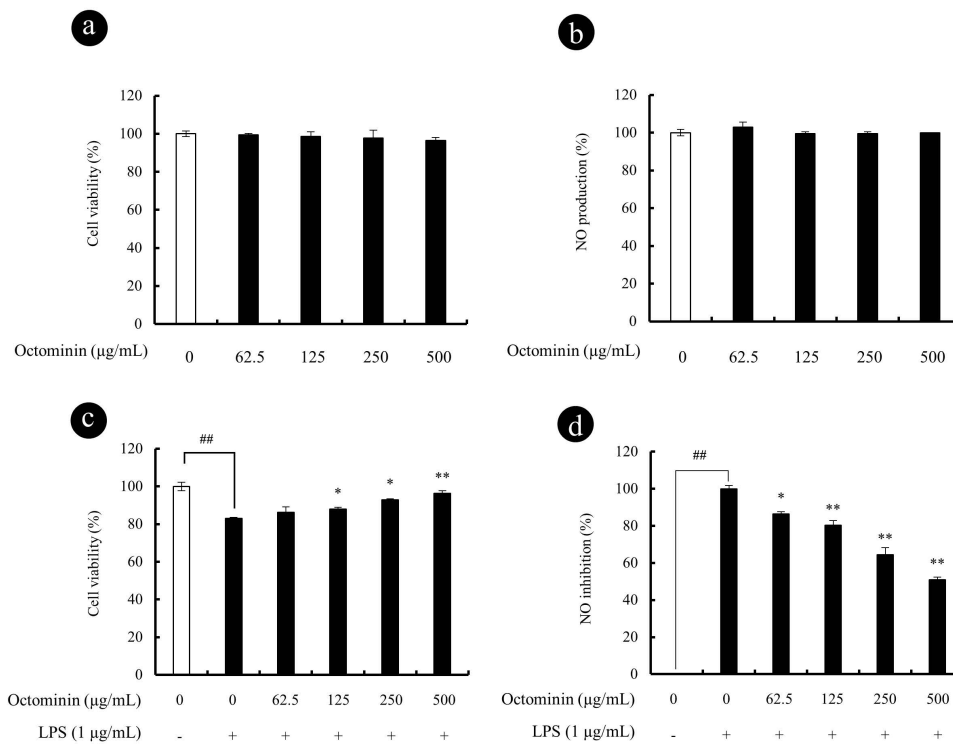 a
120
100
80
60
40
20
0
Cell viability (%)
Octominin (μg/mL) 0 62.5 125 250 500
b
120
100
80
60
40
20
0
NO production (%)
Octominin (μg/mL) 0 62.5 125 250 500
c
120
100
80
60
40
20
0
Cell viability (%)
##
* * **
Octominin (μg/mL) 0 0 62.5 125 250 500
LPS (1 μg/mL) - + + + + +
d
120
100
80
60
40
20
0
NO inhibition (%)
##
* ** ** **
Octominin (μg/mL) 0 0 62.5 125 250 500
LPS (1 μg/mL) - + + + + +